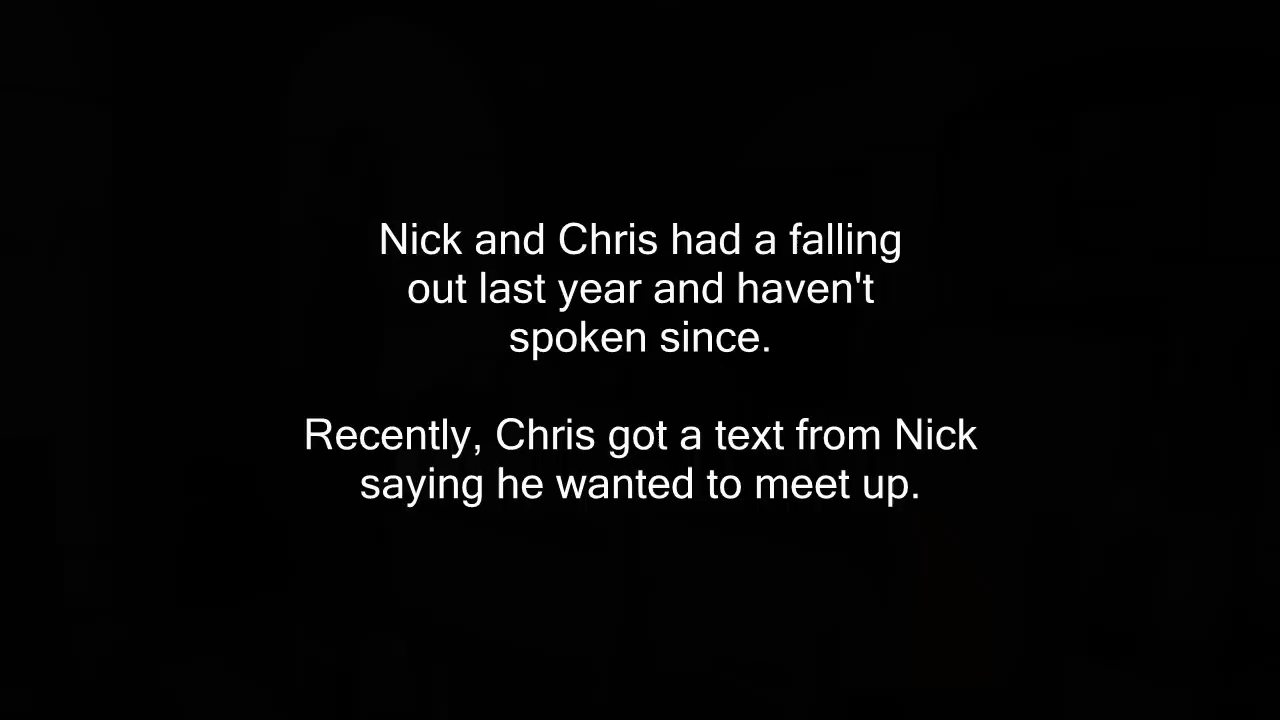 Nick and Chris had a falling
out last year and haven't
spoken since.
Recently, Chris got a text from Nick
saying he wanted to meet up.